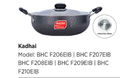 Kadhai
Model: BHC F206EIB | BHC F207EIB
BHC F208EIB | BHC F209EIB | BHC
F210EIB